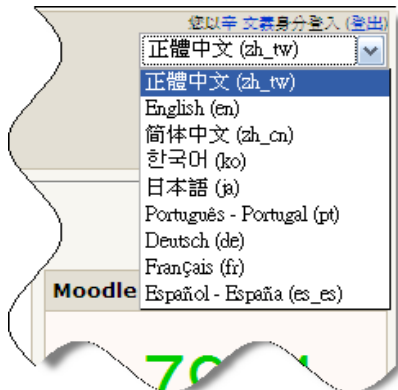 您以辛 文義身分登入 (登出)
正體中文 (zh_tw)
正體中文 (zh_tw)
English (en)
简体中文 (zh_cn)
한국어 (ko)
日本語 (ja)
Português - Portugal (pt)
Deutsch (de)
Français (fr)
Español - España (es_es)
Moodle